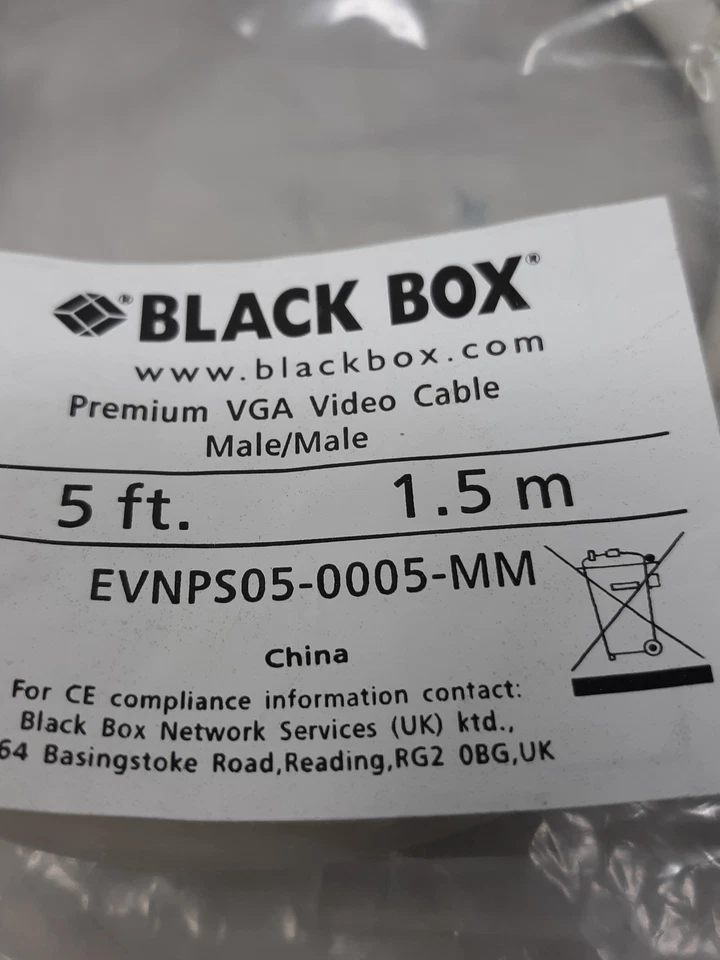 ® BLACK BOX®
www.blackbox.com
Premium VGA Video Cable
Male/Male
5 ft. 1.5 m
EVNPS05-0005-MM
China
For CE compliance information contact:
Black Box Network Services (UK) ktd.,
64 Basingstoke Road,Reading,RG2 0BG,UK